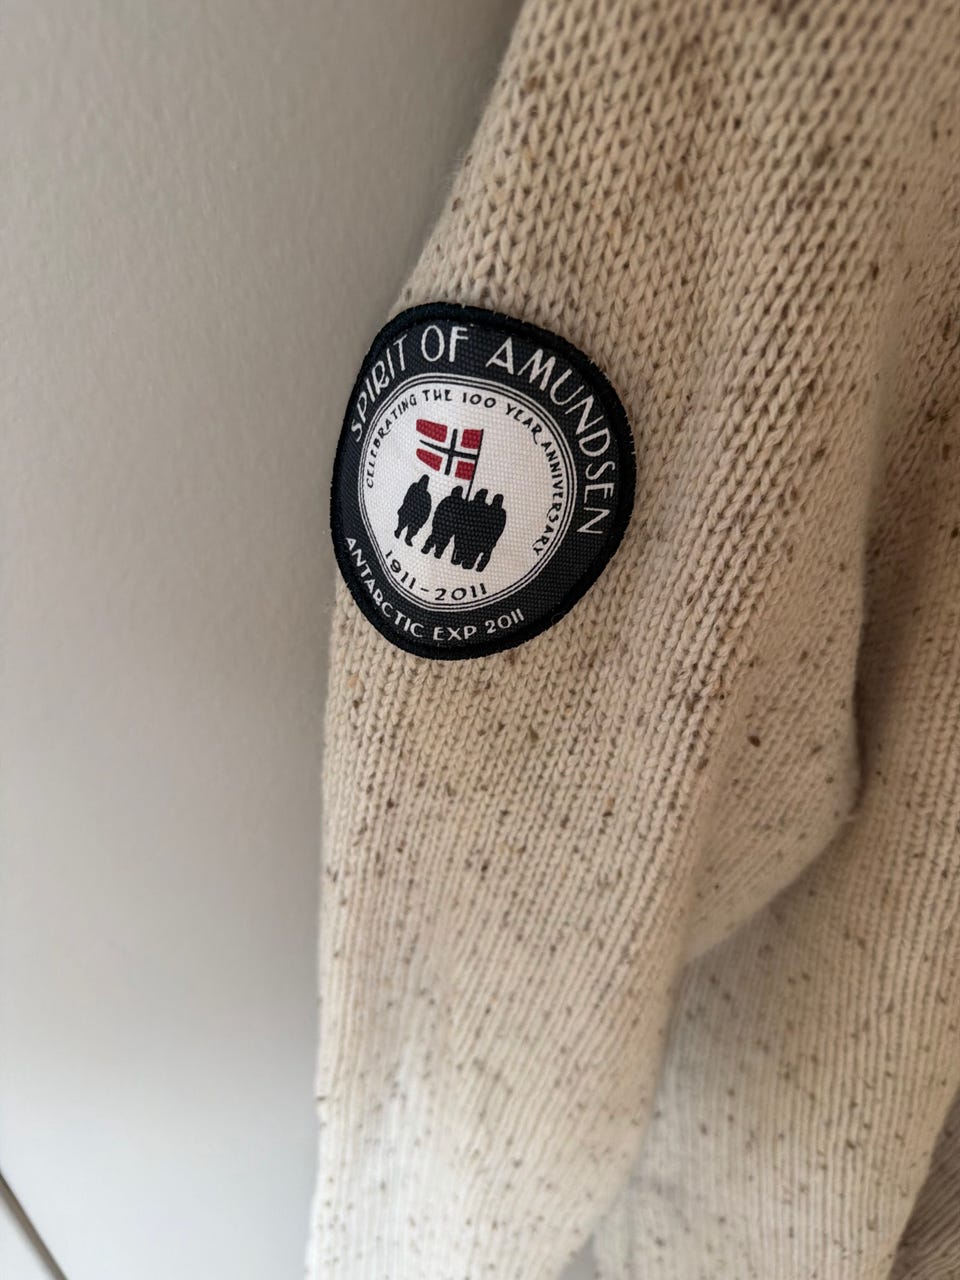 SPIRIT OF AMUNDSEN
CELEBRATING THE 100 YEAR ANNIVERSARY
1911-2011
ANTARCTIC EXP 2011